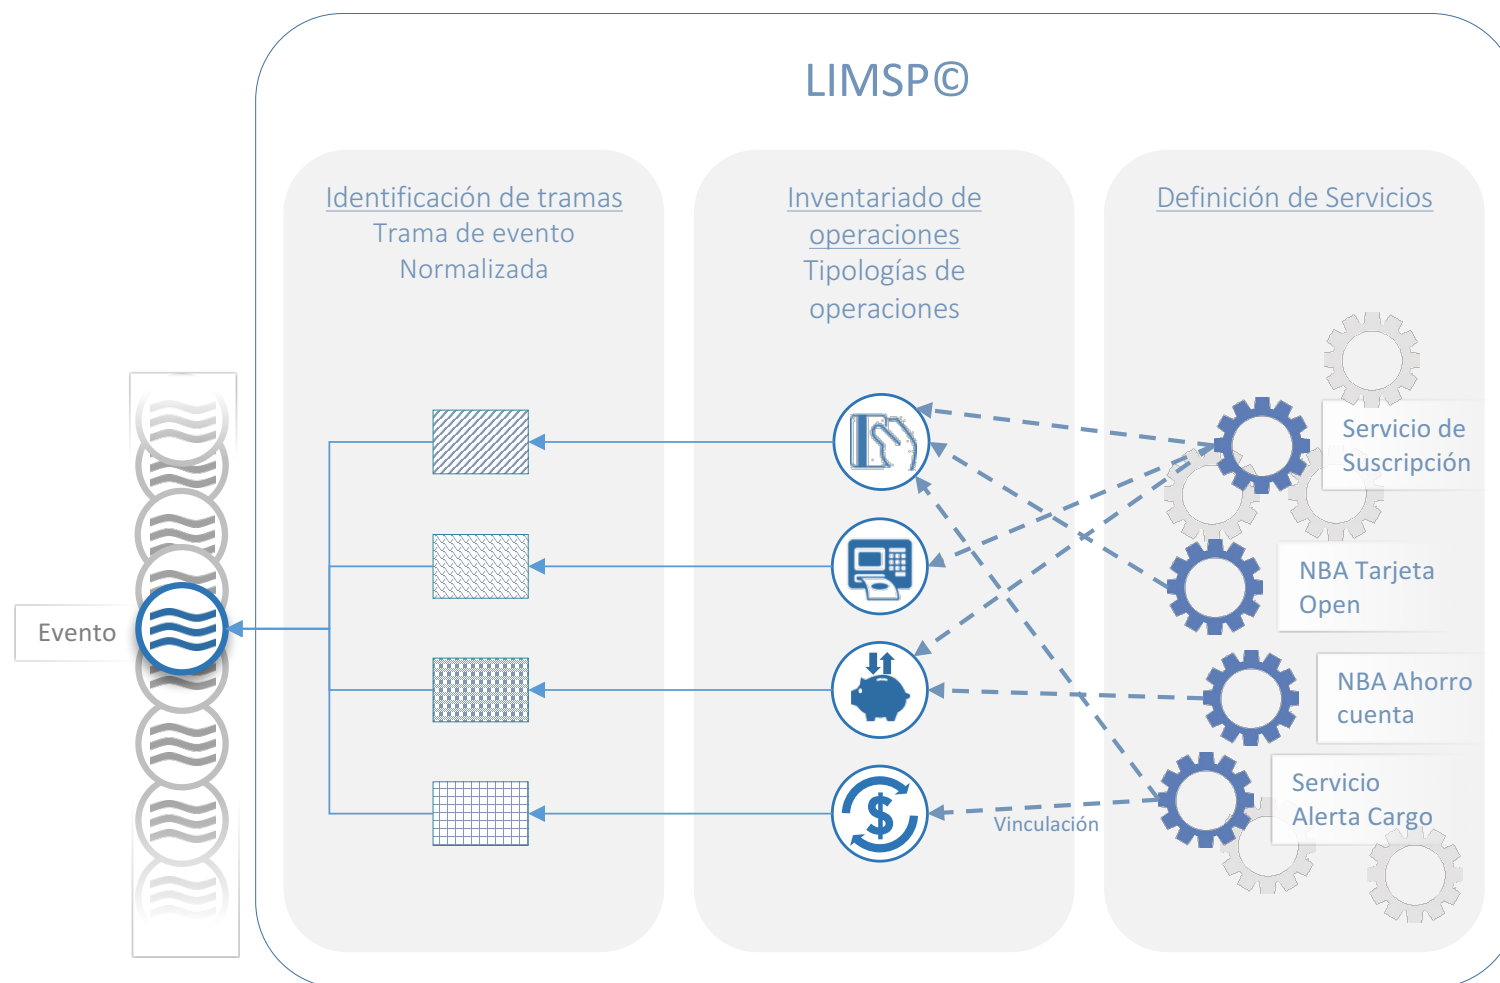 LIMSP©
Identificación de tramas
Trama de evento
Normalizada
Inventariado de
operaciones
Tipologías de
operaciones
Definición de Servicios
Servicio de
Suscripción
NBA Tarjeta
Open
Evento
NBA Ahorro
cuenta
Servicio
Alerta Cargo
Vinculación
$